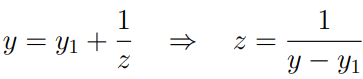 y = y₁ + 1/z ⇒ z = 1/(y − y₁)